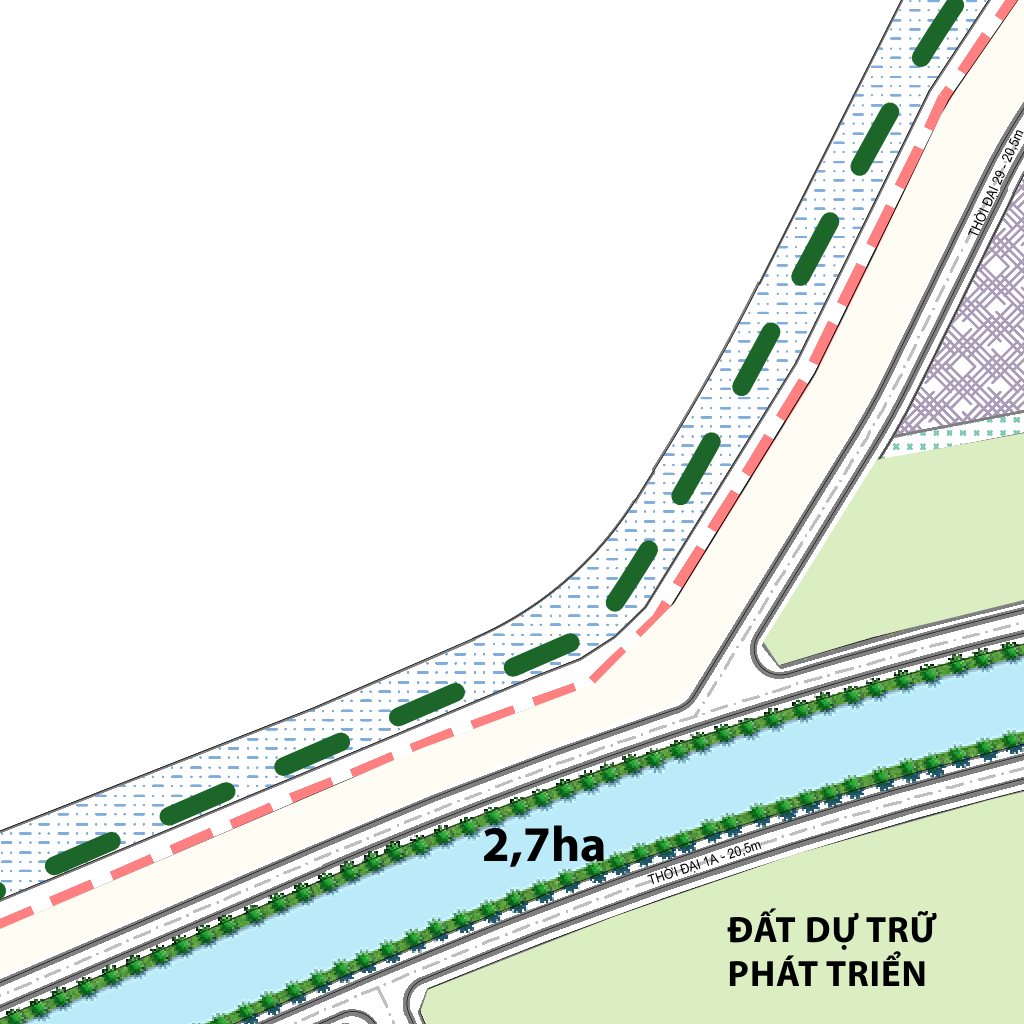 THỜI ĐẠI 29 - 20,5m
2,7ha
THỜI ĐẠI 1A - 20,5m
ĐẤT DỰ TRỮ
PHÁT TRIỂN